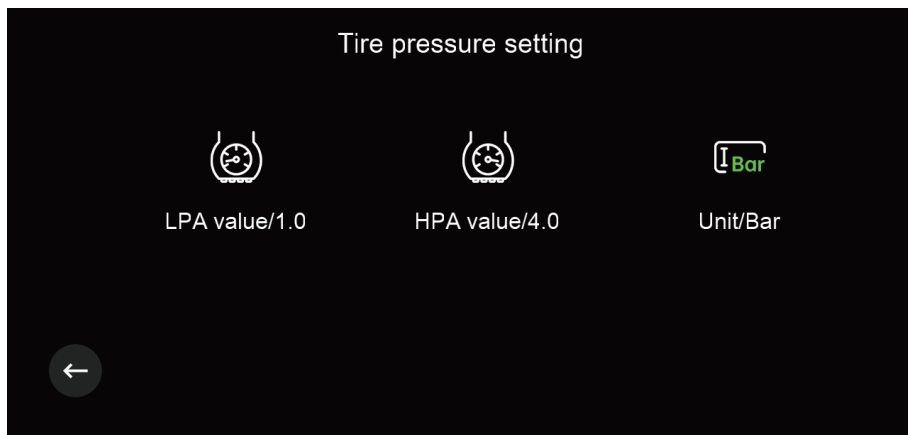 Tire pressure setting
Bar
LPA value/1.0
HPA value/4.0
Unit/Bar